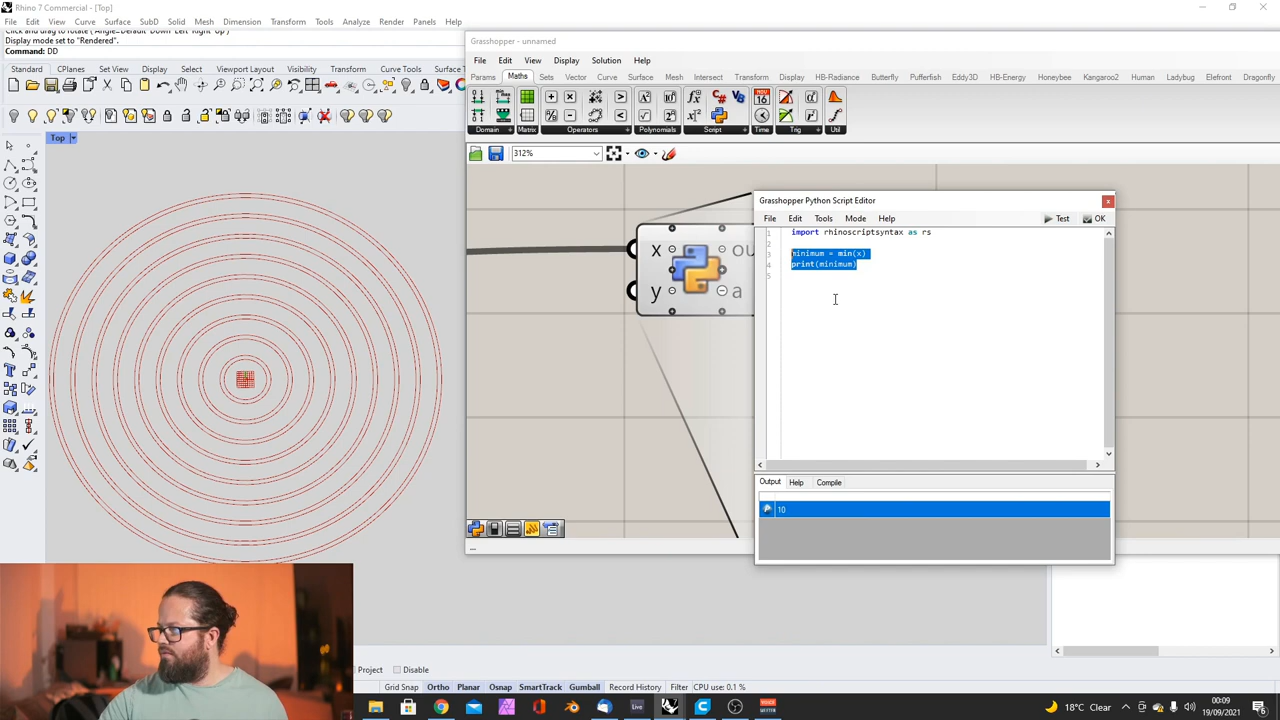 Rhino 7 Commercial - [Top]
File Edit View Curve Surface SubD Solid Mesh Dimension Transform Tools Analyze Render Panels Help
Click and drag to rotate ( Angle=Default Down Left Right Up )
Display mode set to "Rendered".
Command: DD
Standard CPlanes Set View Display Select Viewport Layout Visibility Transform Curve Tools Surface T
Top
Grasshopper - unnamed
File Edit View Display Solution Help
Params Maths Sets Vector Curve Surface Mesh Intersect Transform Display HB-Radiance Butterfly Pufferfish Eddy3D HB-Energy Honeybee Kangaroo2 Human Ladybug Elefront Dragonfly
Domain Matrix Operators Polynomials Script Time Trig Util
312%
x
y
ou
a
Grasshopper Python Script Editor
File Edit Tools Mode Help
Test OK
1 import rhinoscriptsyntax as rs
2
3 minimum = min(x)
4 print(minimum)
5
Output Help Compile
10
Project Disable
Grid Snap Ortho Planar Osnap SmartTrack Gumball Record History Filter CPU use: 0.1 %
18°C Clear
00:09
19/09/2021